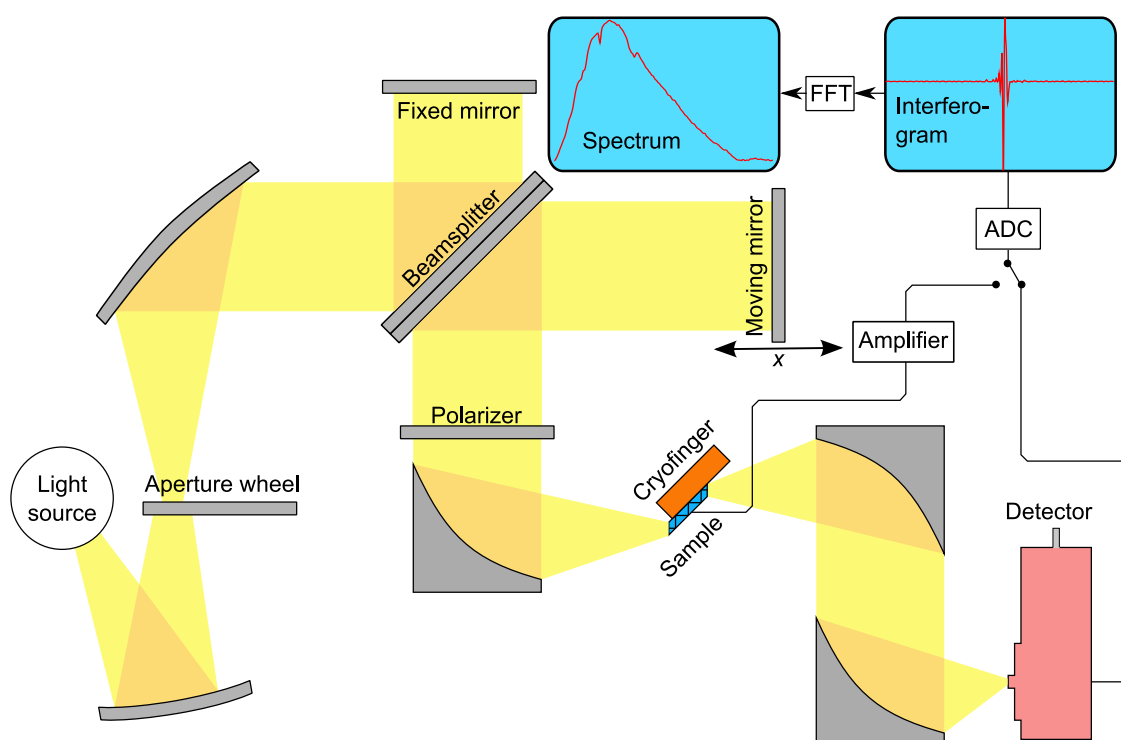 Fixed mirror
Spectrum
FFT
Interfero-
gram
ADC
Beamsplitter
Moving mirror
x
Amplifier
Polarizer
Cryofinger
Sample
Light
source
Aperture wheel
Detector